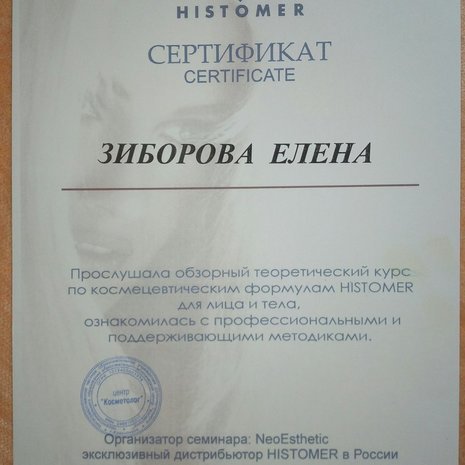 HISTOMER
СЕРТИФИКАТ
CERTIFICATE
ЗИБОРОВА ЕЛЕНА
Прослушала обзорный теоретический курс
по космецевтическим формулам HISTOMER
для лица и тела,
ознакомилась с профессиональными и
поддерживающими методиками.
центр
"Косметолог"
Организатор семинара: NeoEsthetic
эксклюзивный дистрибьютор HISTOMER в России